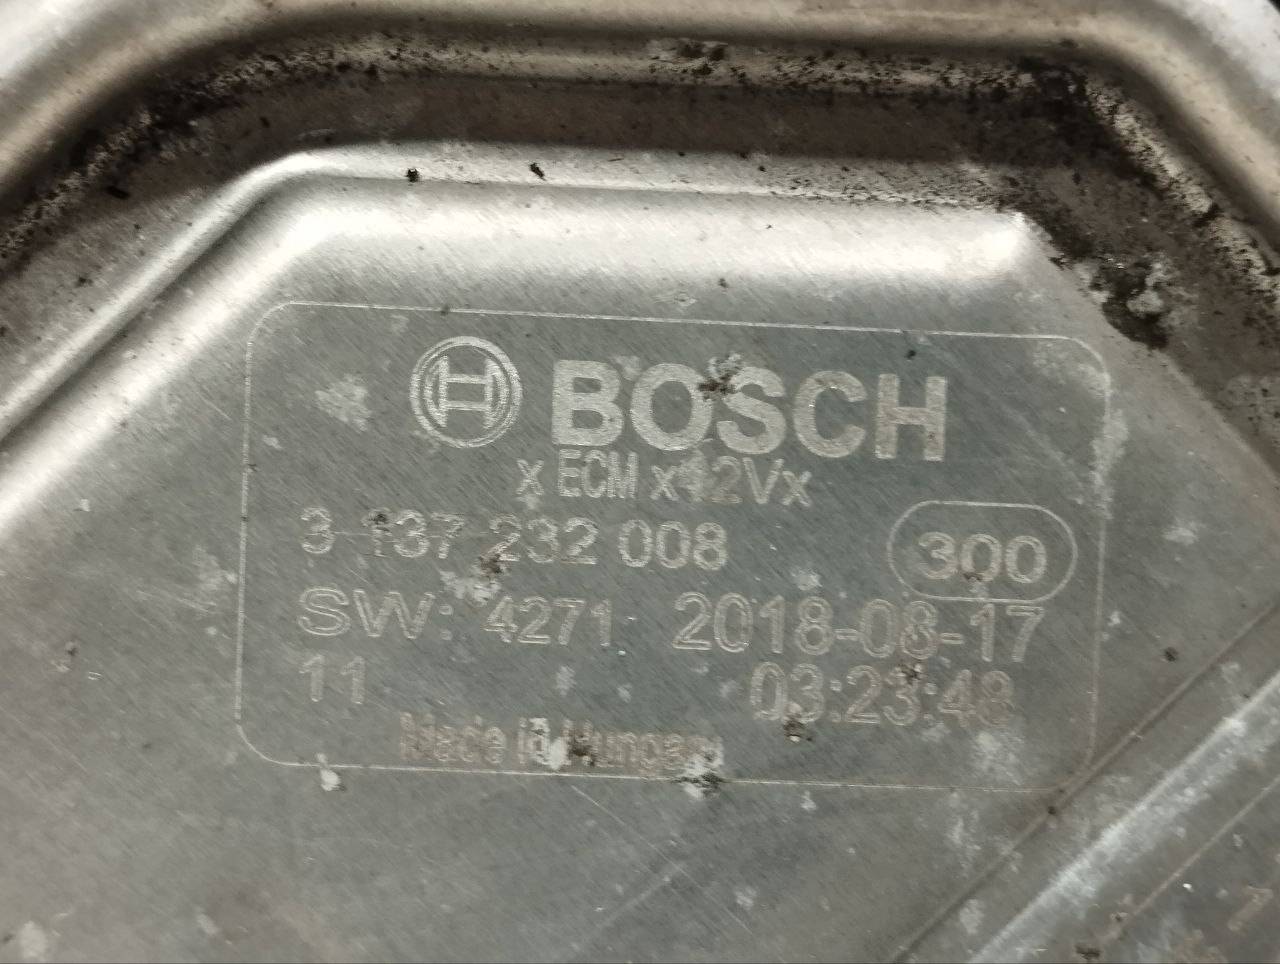 BOSCH
x ECM x12Vx
3 137 232 008 300
SW: 4271 2018-08-17
11 03:23:48
Made in Hungary